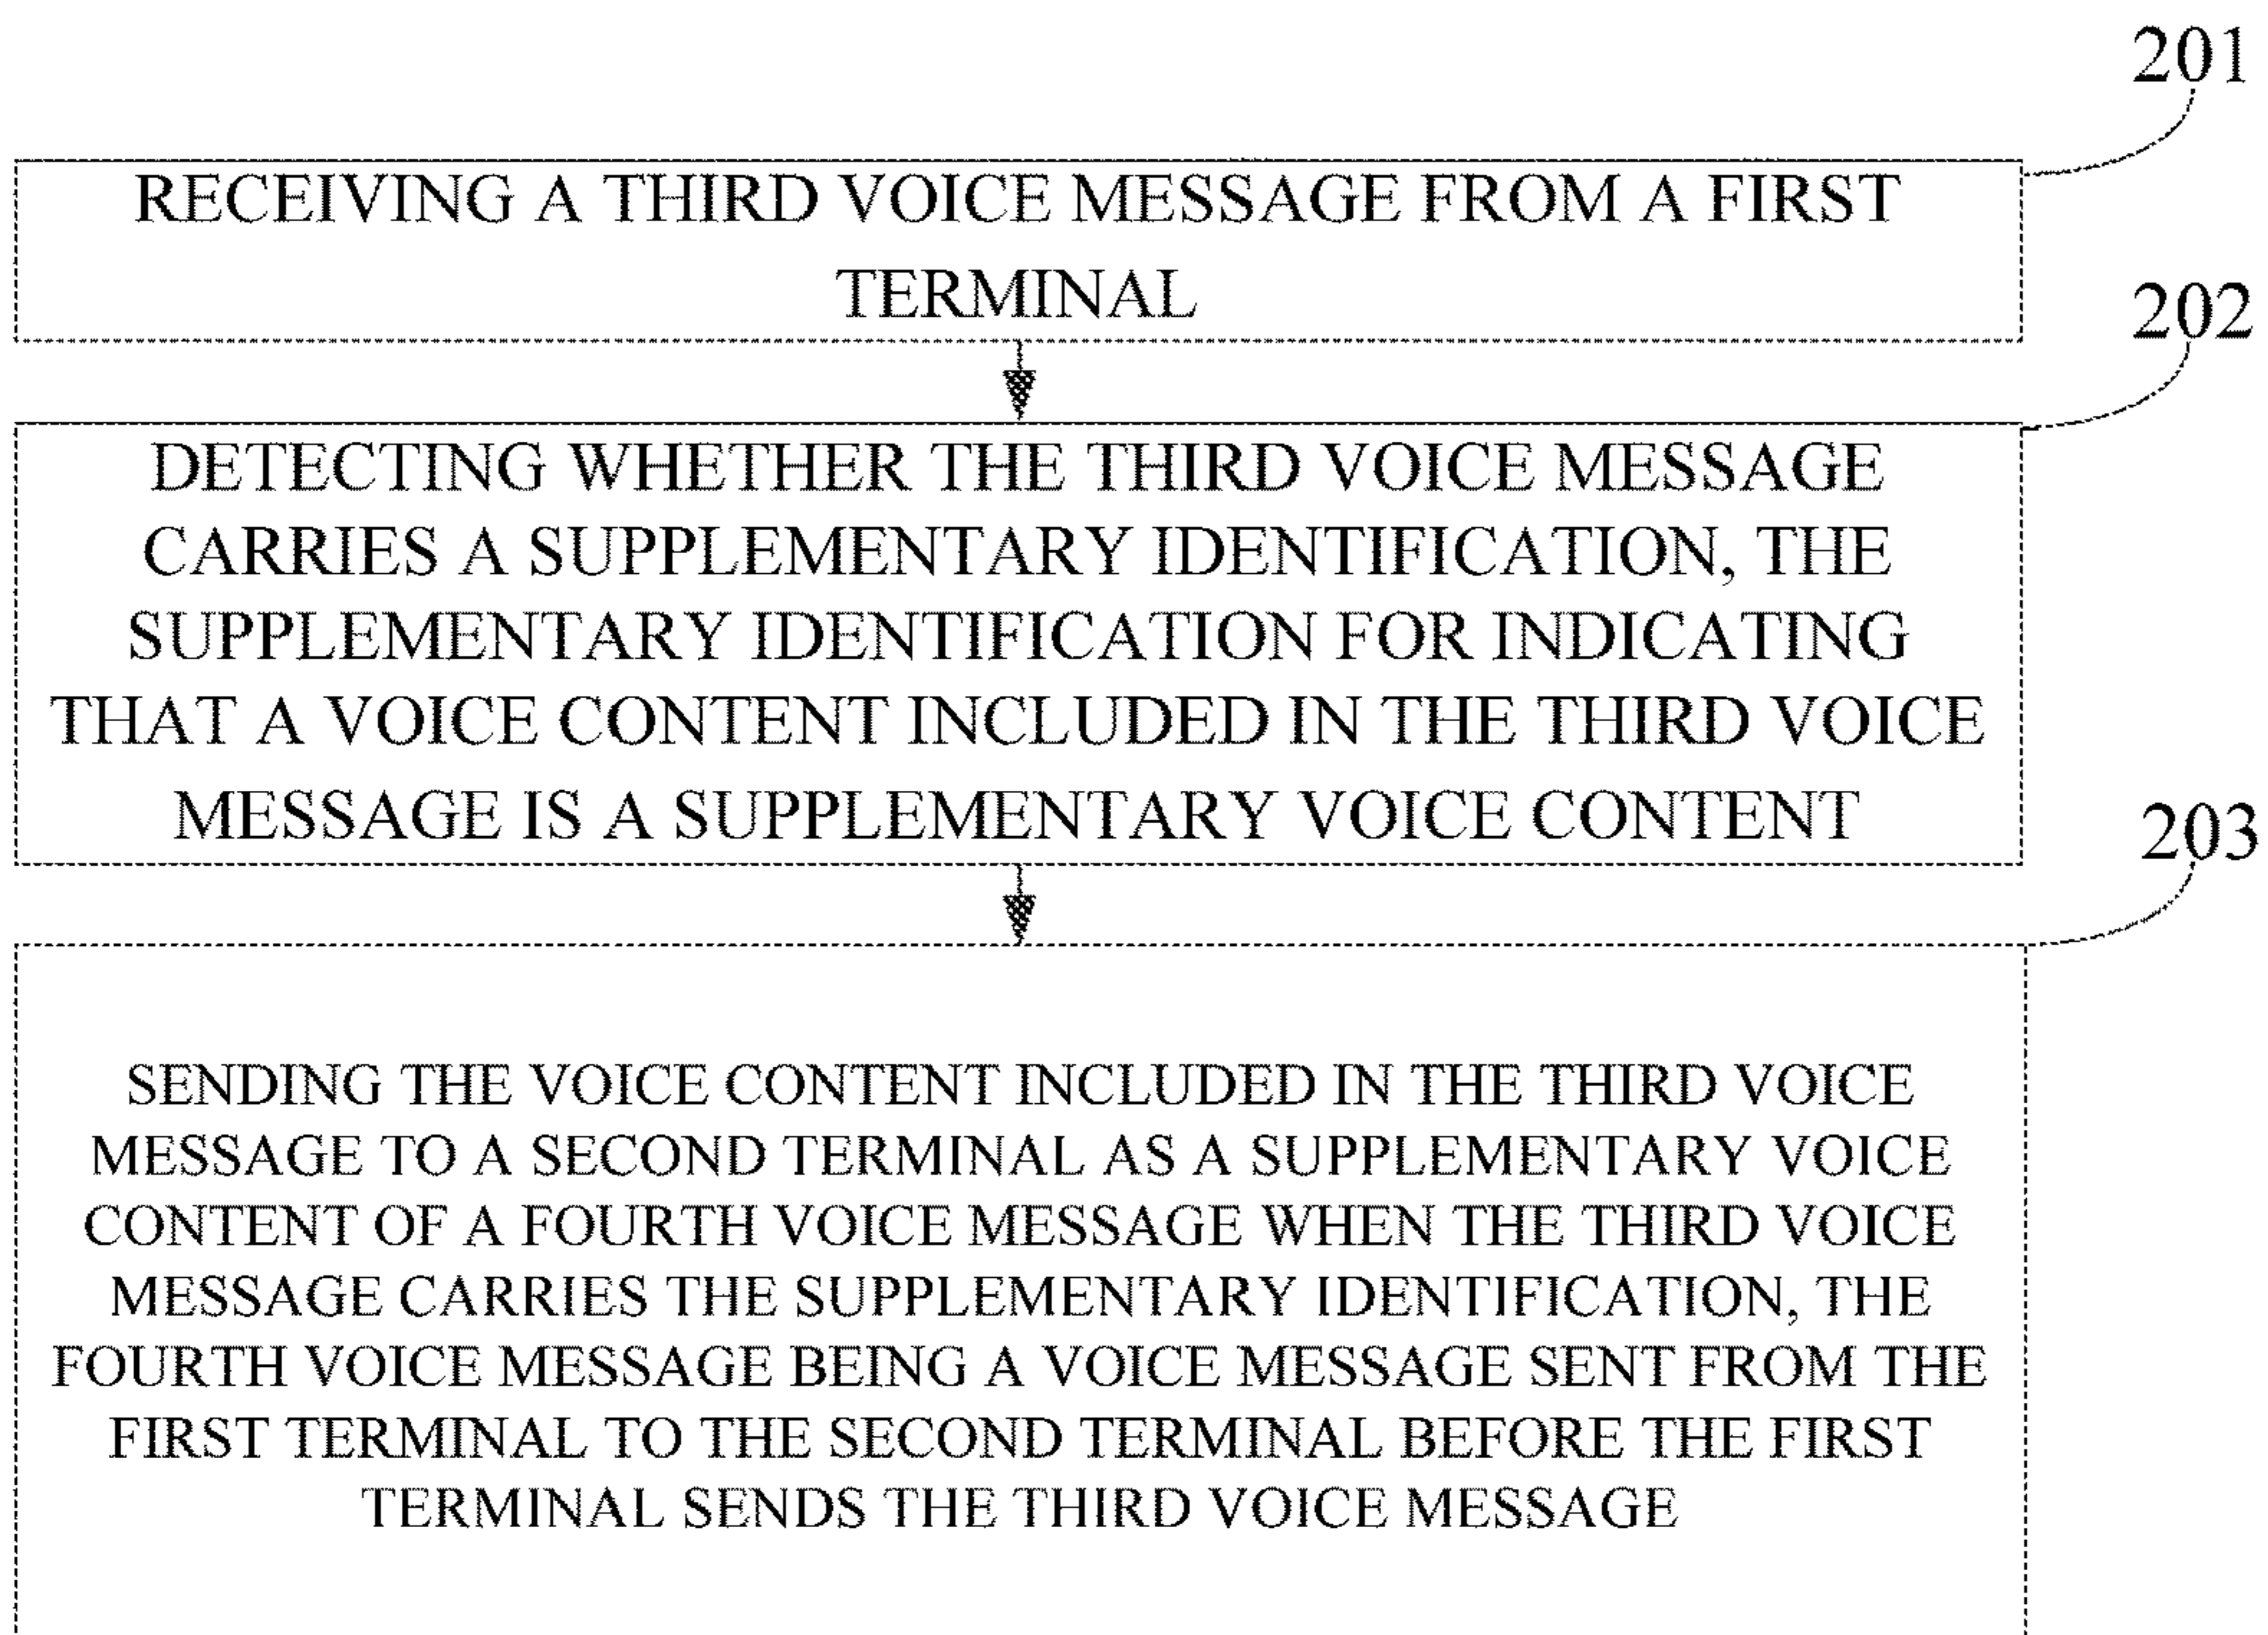 201
RECEIVING A THIRD VOICE MESSAGE FROM A FIRST
TERMINAL
202
DETECTING WHETHER THE THIRD VOICE MESSAGE
CARRIES A SUPPLEMENTARY IDENTIFICATION, THE
SUPPLEMENTARY IDENTIFICATION FOR INDICATING
THAT A VOICE CONTENT INCLUDED IN THE THIRD VOICE
MESSAGE IS A SUPPLEMENTARY VOICE CONTENT
203
SENDING THE VOICE CONTENT INCLUDED IN THE THIRD VOICE
MESSAGE TO A SECOND TERMINAL AS A SUPPLEMENTARY VOICE
CONTENT OF A FOURTH VOICE MESSAGE WHEN THE THIRD VOICE
MESSAGE CARRIES THE SUPPLEMENTARY IDENTIFICATION, THE
FOURTH VOICE MESSAGE BEING A VOICE MESSAGE SENT FROM THE
FIRST TERMINAL TO THE SECOND TERMINAL BEFORE THE FIRST
TERMINAL SENDS THE THIRD VOICE MESSAGE